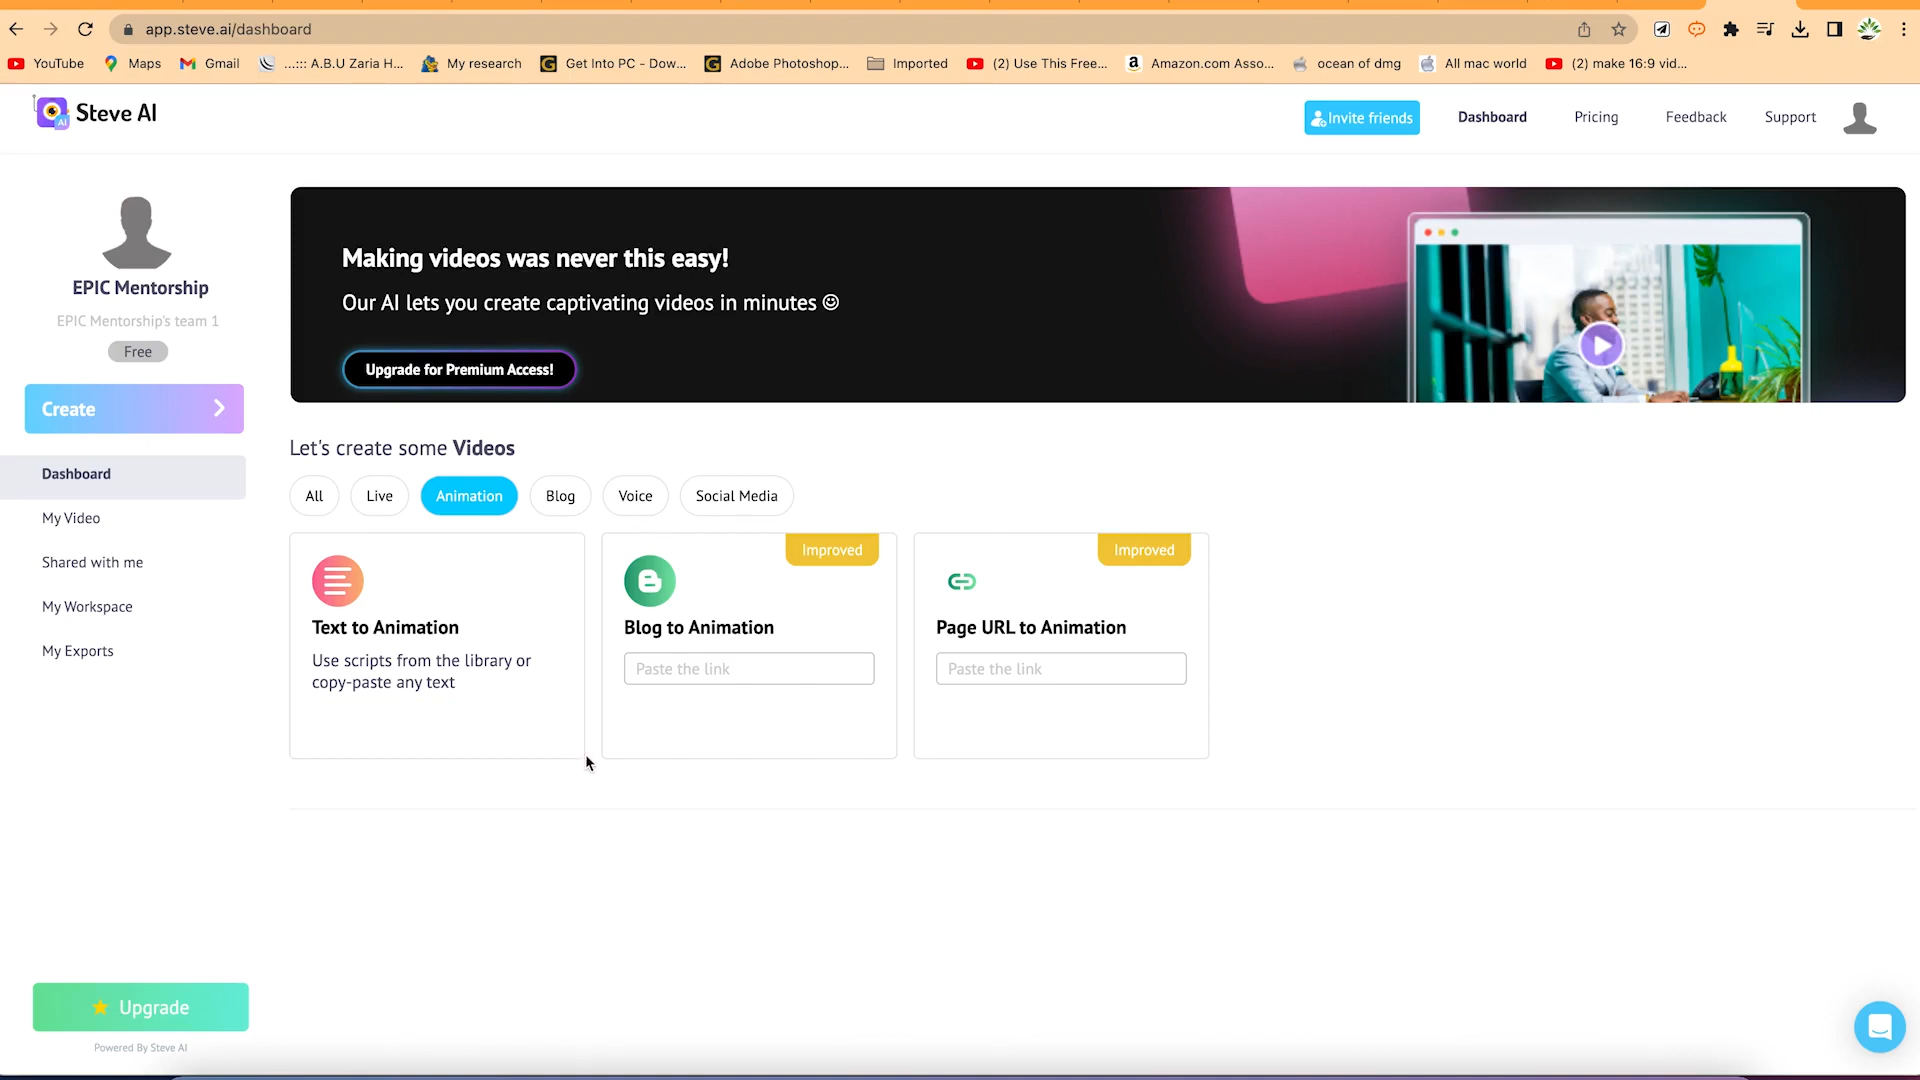 app.steve.ai/dashboard
YouTube
Maps
Gmail
...::: A.B.U Zaria H...
My research
Get Into PC - Dow...
Adobe Photoshop...
Imported
(2) Use This Free...
Amazon.com Asso...
ocean of dmg
All mac world
(2) make 16:9 vid...
AI
Steve AI
Invite friends
Dashboard
Pricing
Feedback
Support
EPIC Mentorship
EPIC Mentorship's team 1
Free
Create
Dashboard
My Video
Shared with me
My Workspace
My Exports
Upgrade
Powered By Steve AI
Making videos was never this easy!
Our AI lets you create captivating videos in minutes
Upgrade for Premium Access!
Let's create some Videos
All
Live
Animation
Blog
Voice
Social Media
Text to Animation
Use scripts from the library or
copy-paste any text
Improved
Blog to Animation
Paste the link
Improved
Page URL to Animation
Paste the link